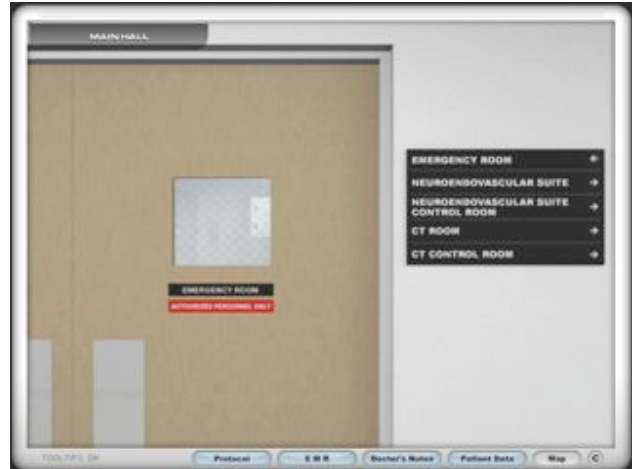 MAIN HALL
EMERGENCY ROOM
NEUROENDOVASCULAR SUITE
NEUROENDOVASCULAR SUITE
CONTROL ROOM
CT ROOM
CT CONTROL ROOM
EMERGENCY ROOM
AUTHORIZED PERSONNEL ONLY
TOOLTIPS: ON
Protocol
E M R
Doctor's Notes
Patient Data
Map
C